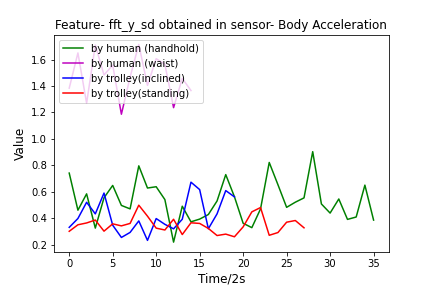 Feature- fft_y_sd obtained in sensor- Body Acceleration
by human (handhold)
by human (waist)
by trolley(inclined)
by trolley(standing)
Value
1.6
1.4
1.2
1.0
0.8
0.6
0.4
0.2
0 5 10 15 20 25 30 35
Time/2s